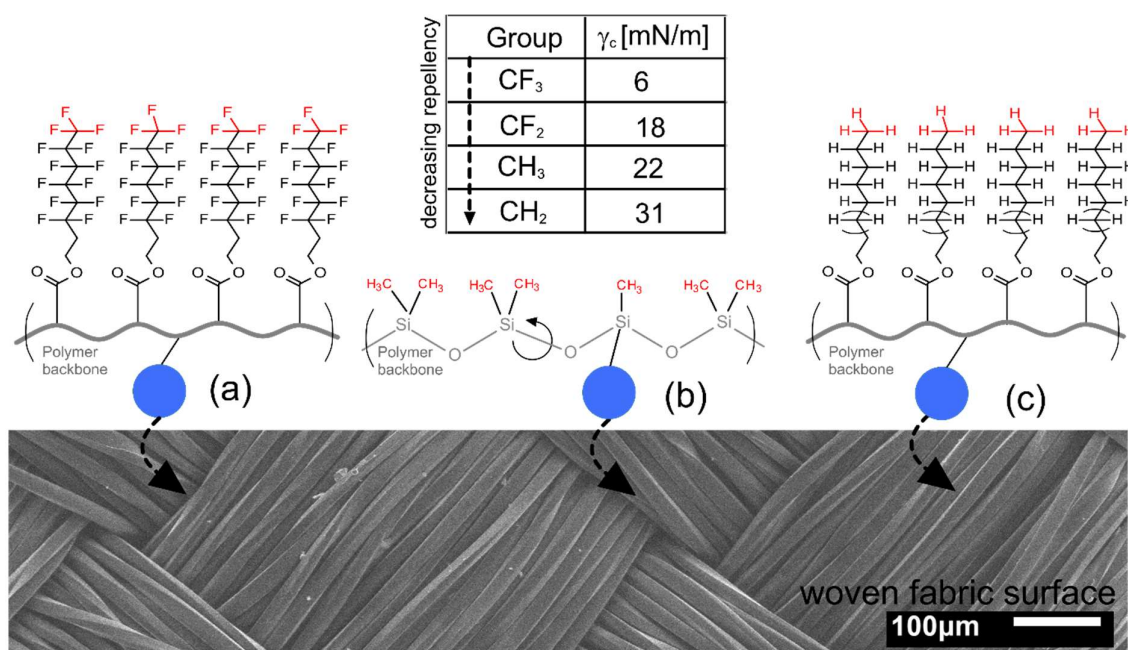 decreasing repellency
Group γc [mN/m]
CF₃ 6
CF₂ 18
CH₃ 22
CH₂ 31
F F F F
F F F F F F F F
F F F F F F F F
F F F F F F F F
F F F F F F F F
F F F F F F F F
F F F F F F F F
O O O O O O O O
Polymer
backbone
(a)
H₃C CH₃ H₃C CH₃ CH₃ H₃C CH₃
Si Si Si Si
O O O
Polymer
backbone
(b)
H H H H
H H H H H H H H
H H H H H H H H
H H H H H H H H
H H H H H H H H
H H H H H H H H
H H H H H H H H
O O O O O O O O
Polymer
backbone
(c)
woven fabric surface
100µm